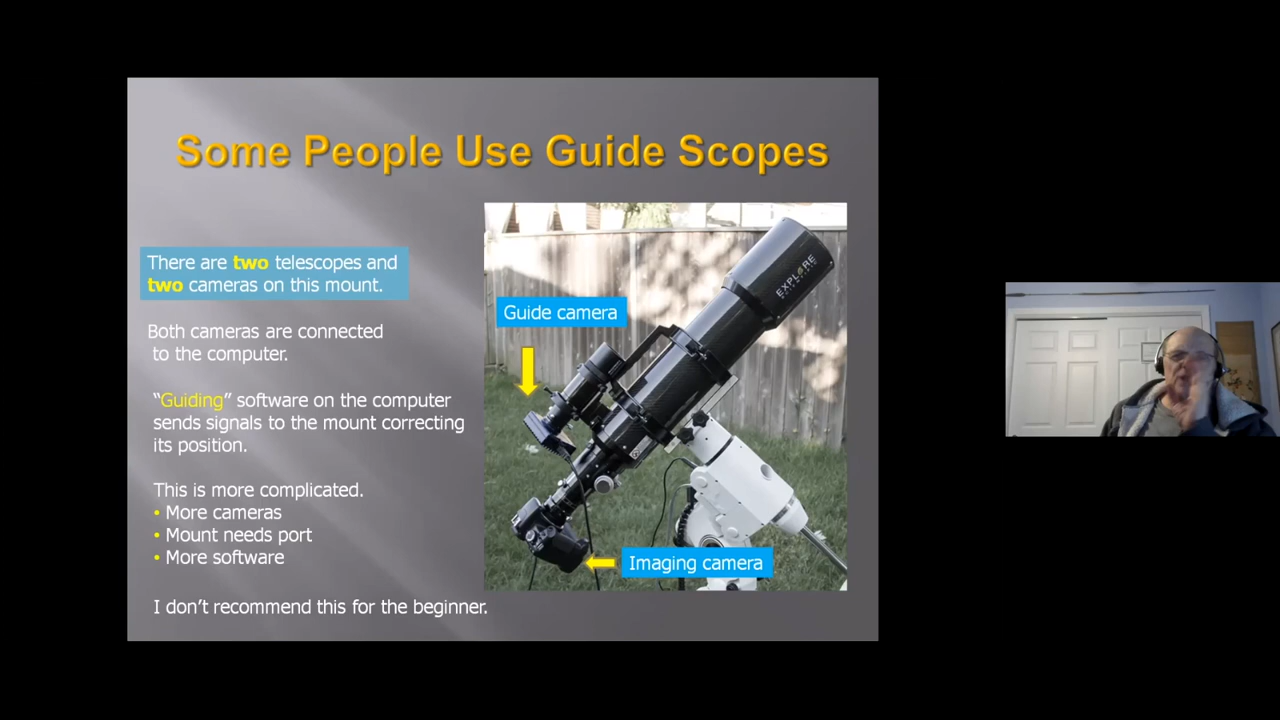 Some People Use Guide Scopes
There are two telescopes and
two cameras on this mount.
Both cameras are connected
to the computer.
“Guiding” software on the computer
sends signals to the mount correcting
its position.
This is more complicated.
• More cameras
• Mount needs port
• More software
I don’t recommend this for the beginner.
Guide camera
EXPLORE
Imaging camera